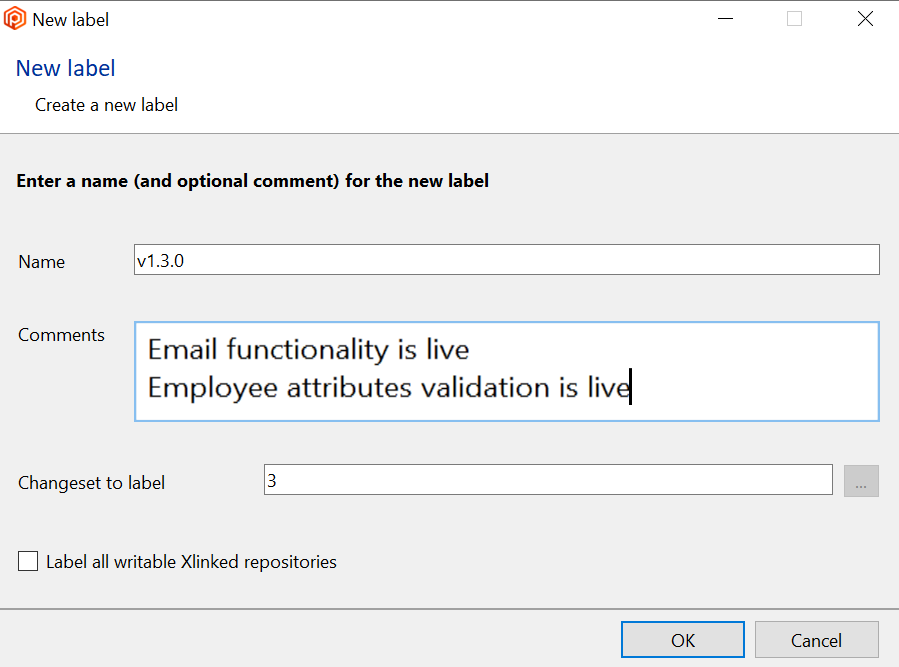 New label
New label
Create a new label
Enter a name (and optional comment) for the new label
Name
v1.3.0
Comments
Email functionality is live
Employee attributes validation is live
Changeset to label
3
...
Label all writable Xlinked repositories
OK
Cancel